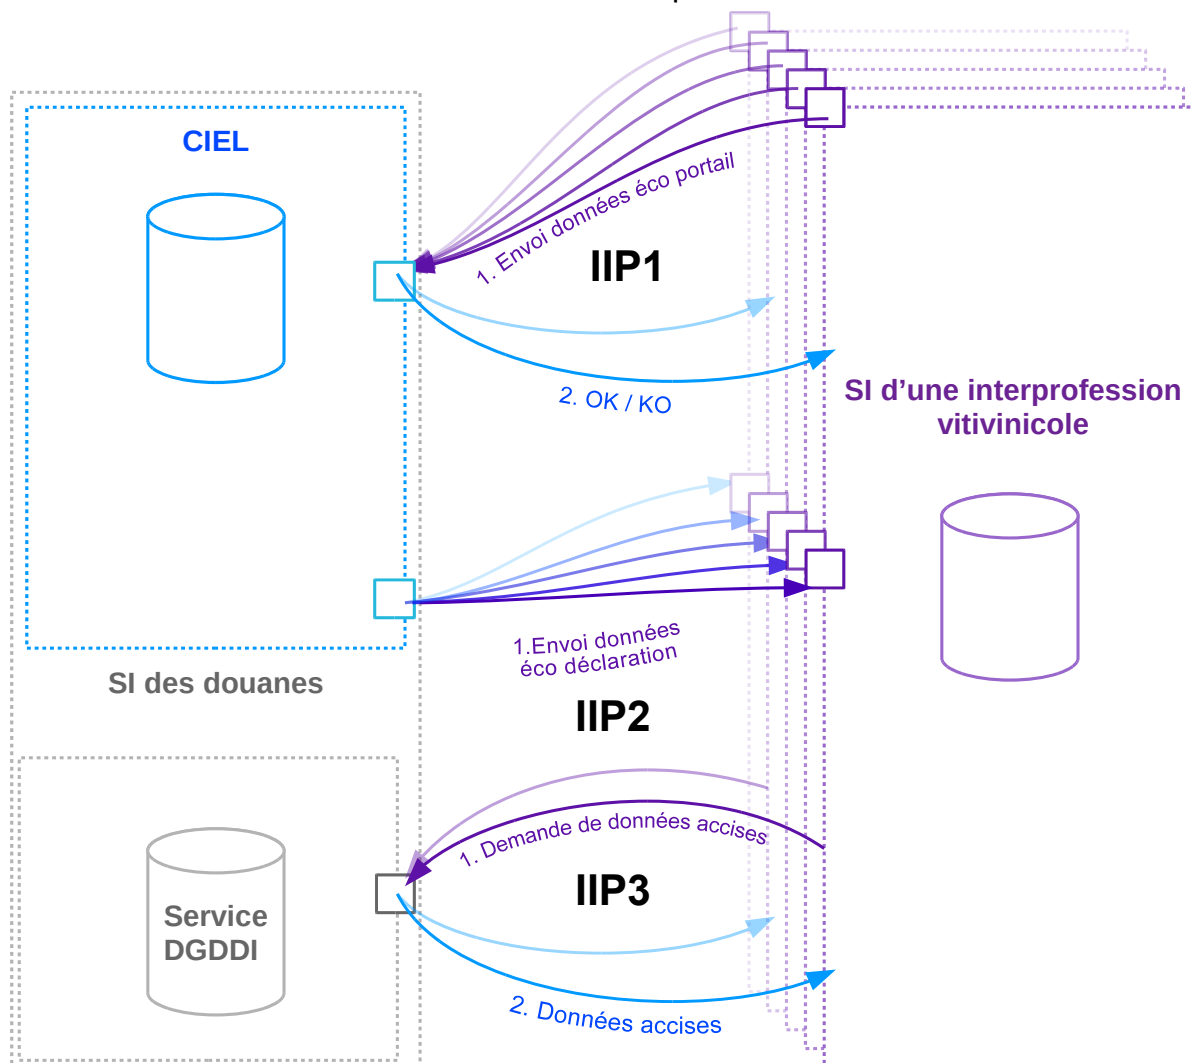 CIEL
1. Envoi données éco portail
IIP1
2. OK / KO
SI d’une interprofession
vitivinicole
1.Envoi données
éco déclaration
SI des douanes
IIP2
1. Demande de données accises
IIP3
Service
DGDDI
2. Données accises